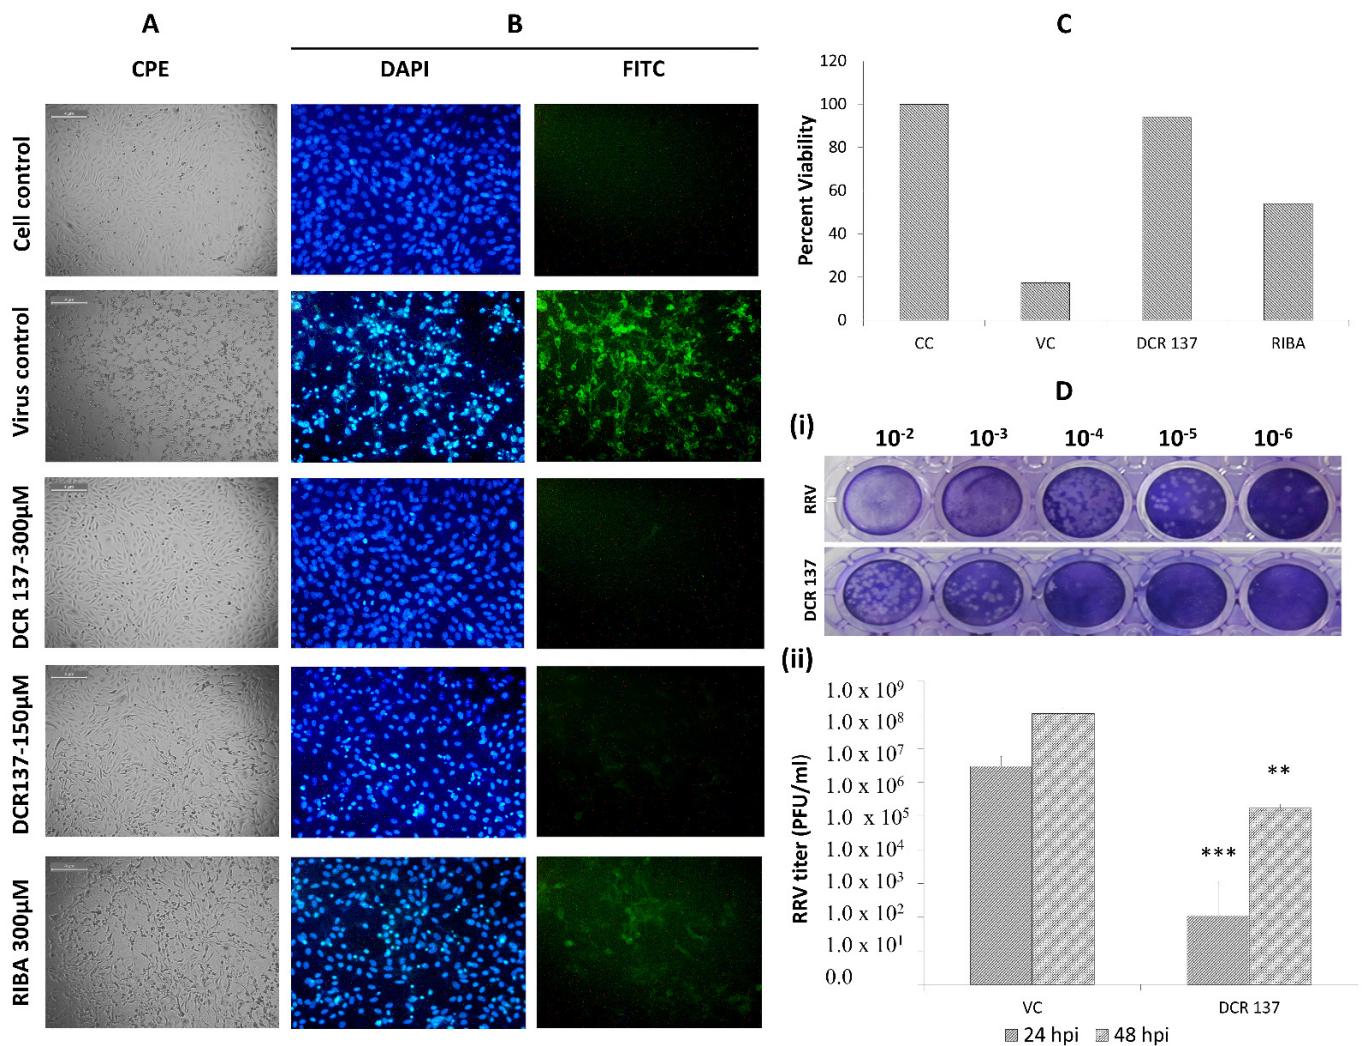 A
B
CPE
DAPI
FITC
Cell control
Virus control
DCR 137-300µM
DCR137-150µM
RIBA 300µM
C
Percent Viability
120
100
80
60
40
20
0
CC
VC
DCR 137
RIBA
D
(i)
10⁻² 10⁻³ 10⁻⁴ 10⁻⁵ 10⁻⁶
RRV
DCR 137
(ii)
RRV titer (PFU/ml)
1.0 x 10⁹
1.0 x 10⁸
1.0 x 10⁷
1.0 x 10⁶
1.0 x 10⁵
1.0 x 10⁴
1.0 x 10³
1.0 x 10²
1.0 x 10¹
0.0
***
**
VC
DCR 137
24 hpi 48 hpi